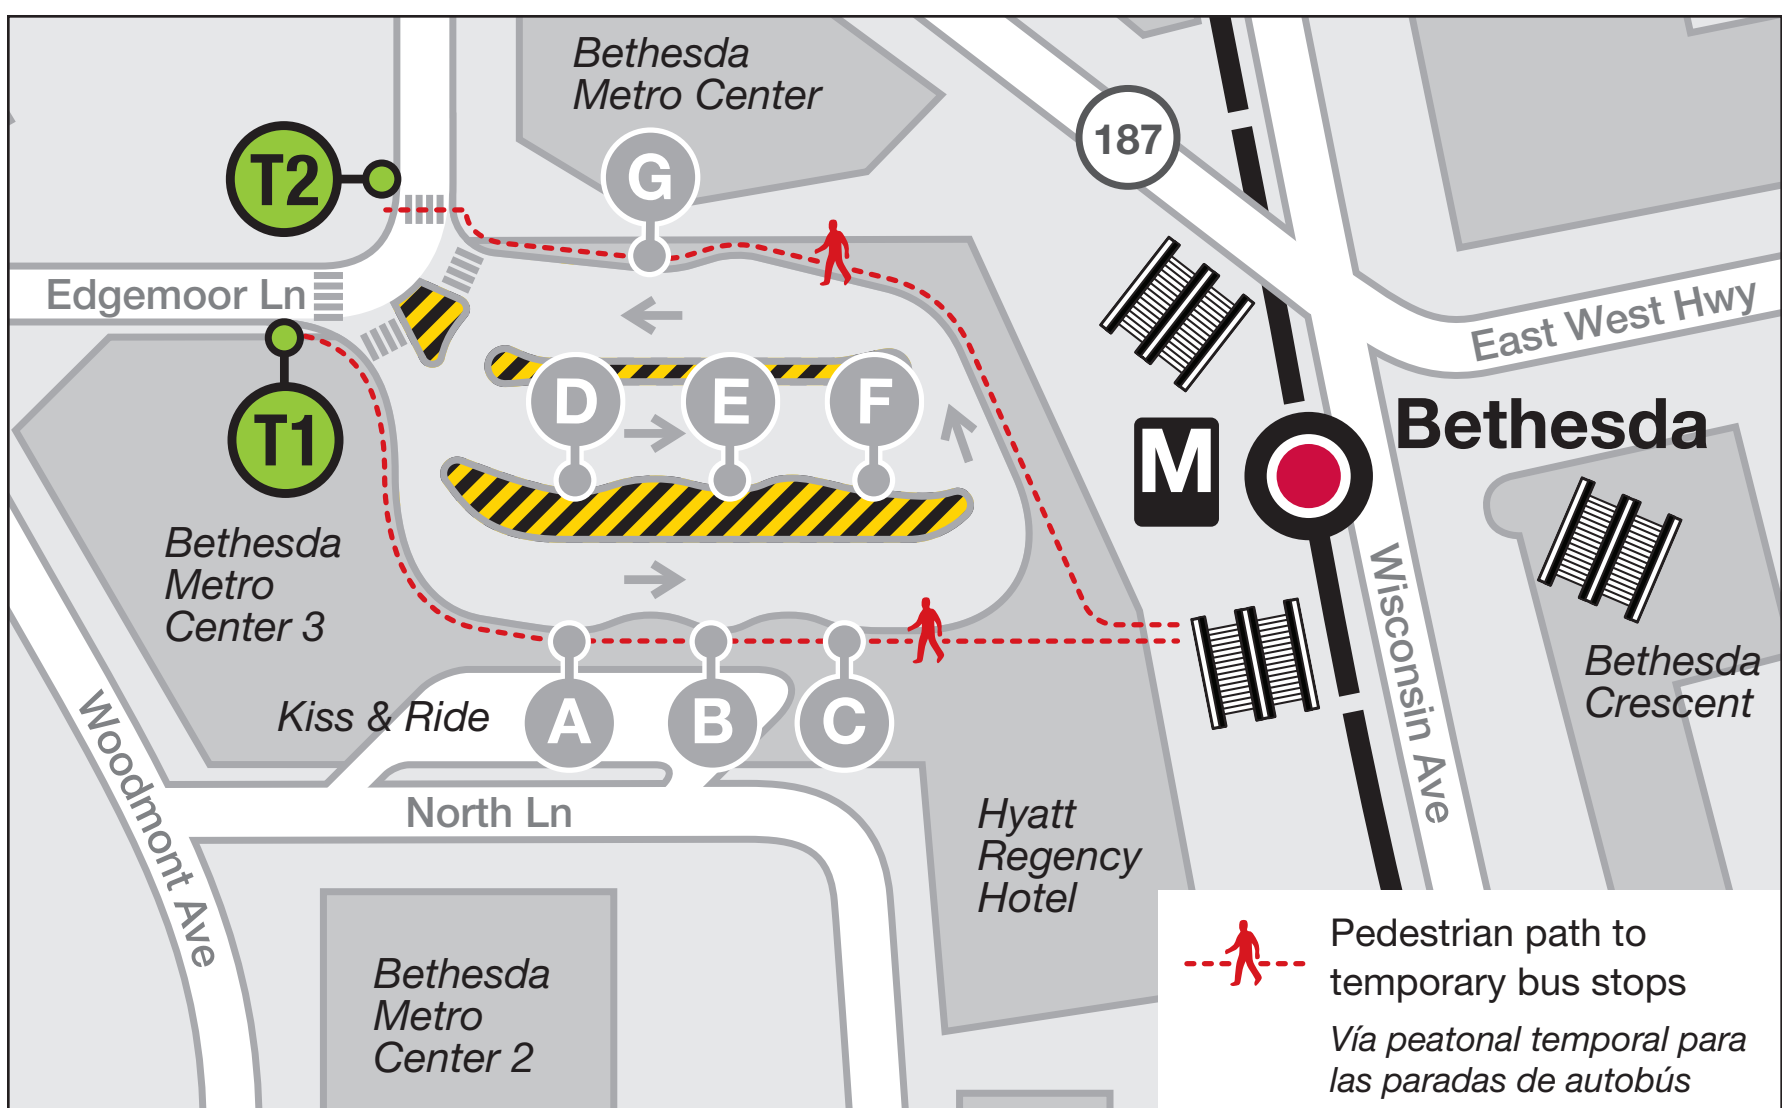 Bethesda
Metro Center
187
T2
G
Edgemoor Ln
East West Hwy
D
E
F
T1
M
Bethesda
Bethesda
Metro
Center 3
Wisconsin Ave
Bethesda
Crescent
Kiss & Ride
A
B
C
Woodmont Ave
North Ln
Hyatt
Regency
Hotel
Bethesda
Metro
Center 2
Pedestrian path to
temporary bus stops
Vía peatonal temporal para
las paradas de autobús